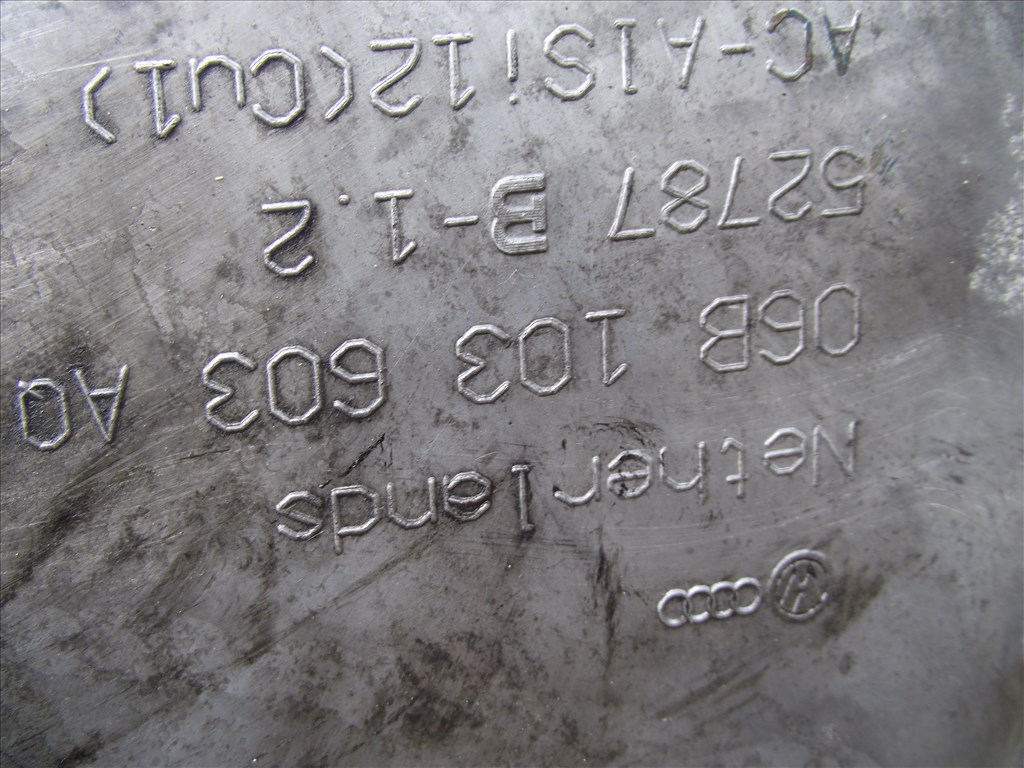 Netherlands
06B 103 603 AQ
52787 B-1.2
AC-AlSi12(Cu1)